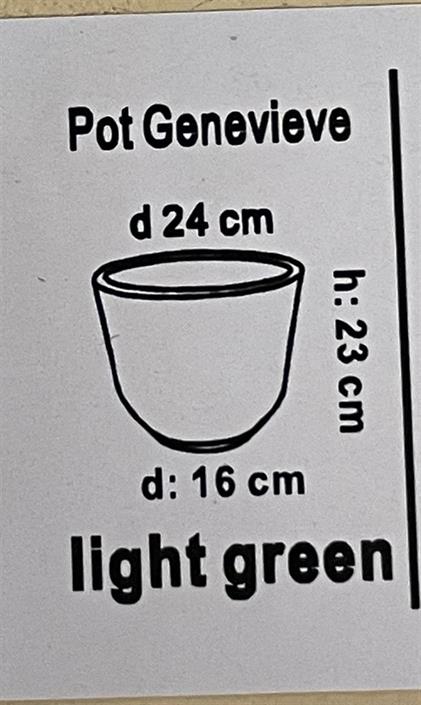 Pot Genevieve
d 24 cm
h: 23 cm
d: 16 cm
light green